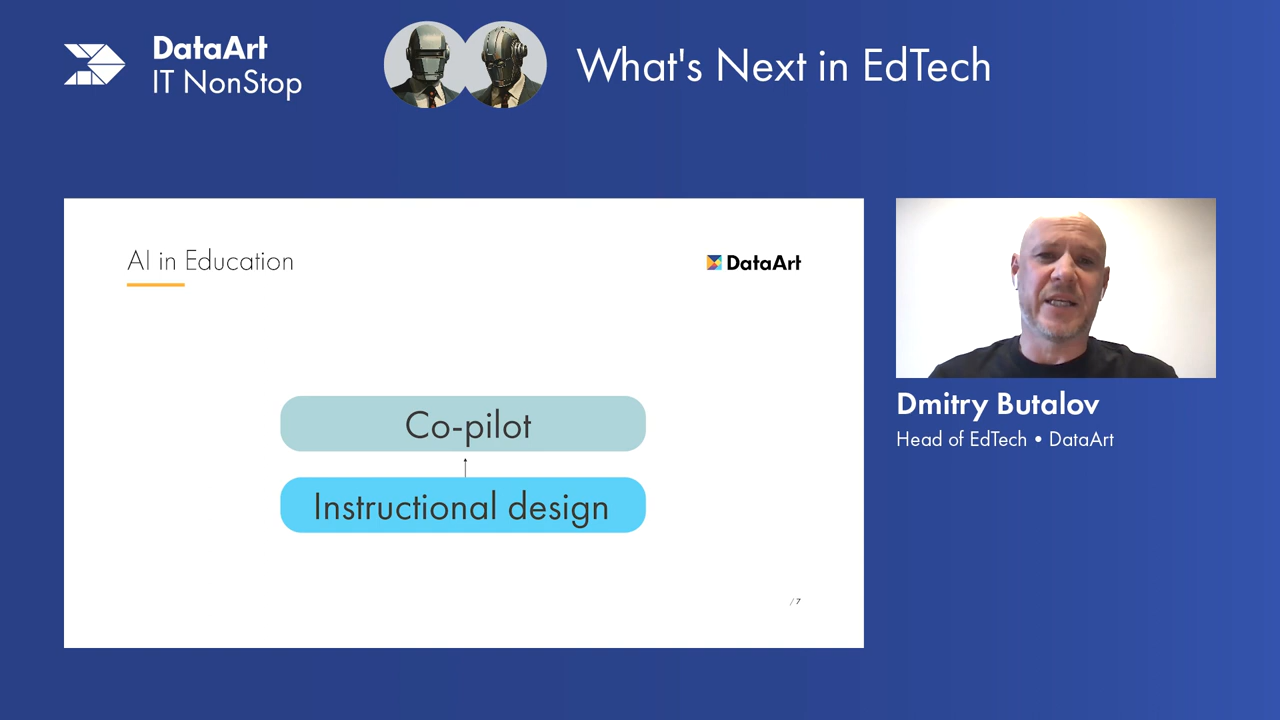 DataArt
IT NonStop
What's Next in EdTech
AI in Education
DataArt
Co-pilot
Instructional design
/ 7
Dmitry Butalov
Head of EdTech • DataArt